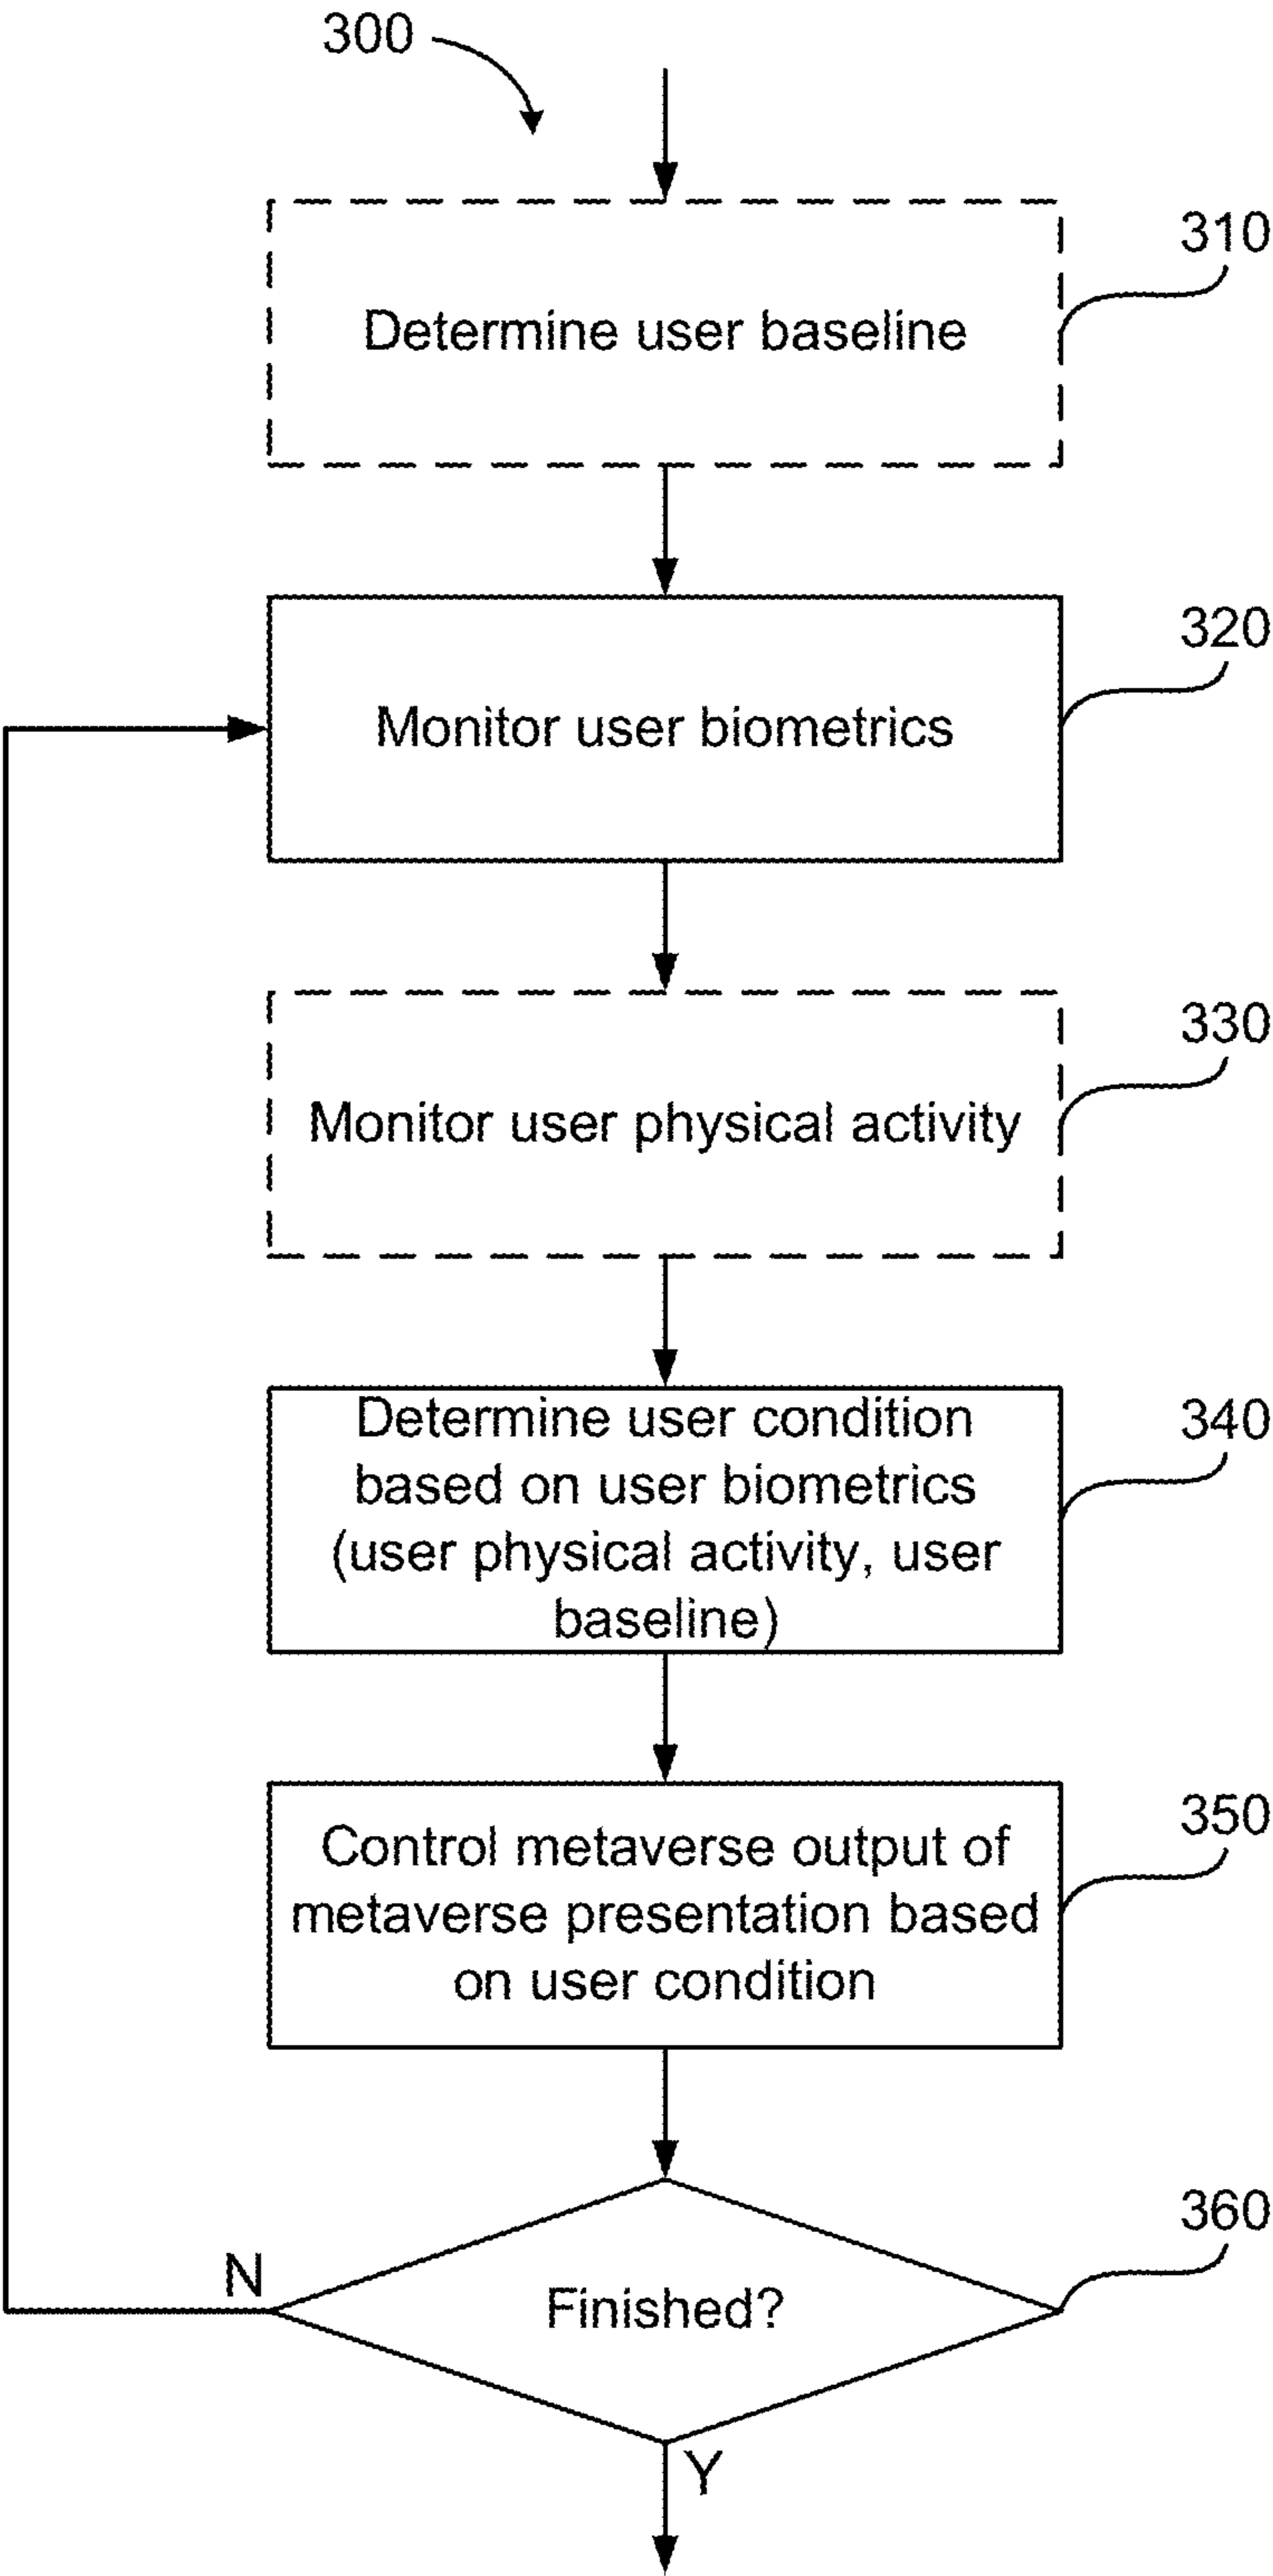 300
310
Determine user baseline
320
Monitor user biometrics
330
Monitor user physical activity
340
Determine user condition
based on user biometrics
(user physical activity, user
baseline)
350
Control metaverse output of
metaverse presentation based
on user condition
360
N
Finished?
Y